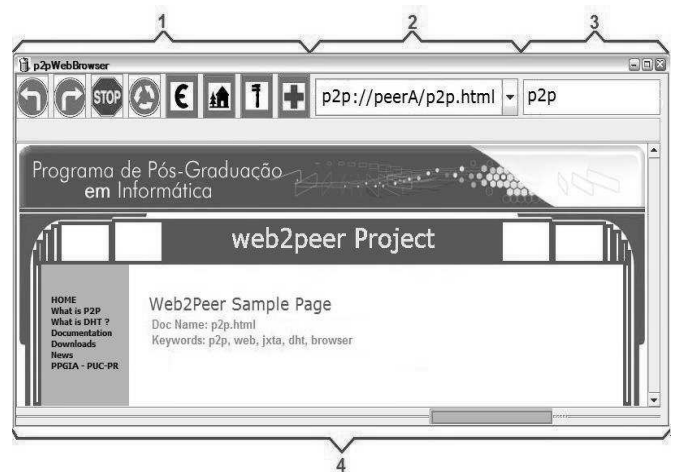 1 2 3
p2pWebBrowser
STOP € p2p://peerA/p2p.html p2p
Programa de Pós-Graduação
em Informática
web2peer Project
HOME
What is P2P
What is DHT ?
Documentation
Downloads
News
PPGIA - PUC-PR
Web2Peer Sample Page
Doc Name: p2p.html
Keywords: p2p, web, jxta, dht, browser
4